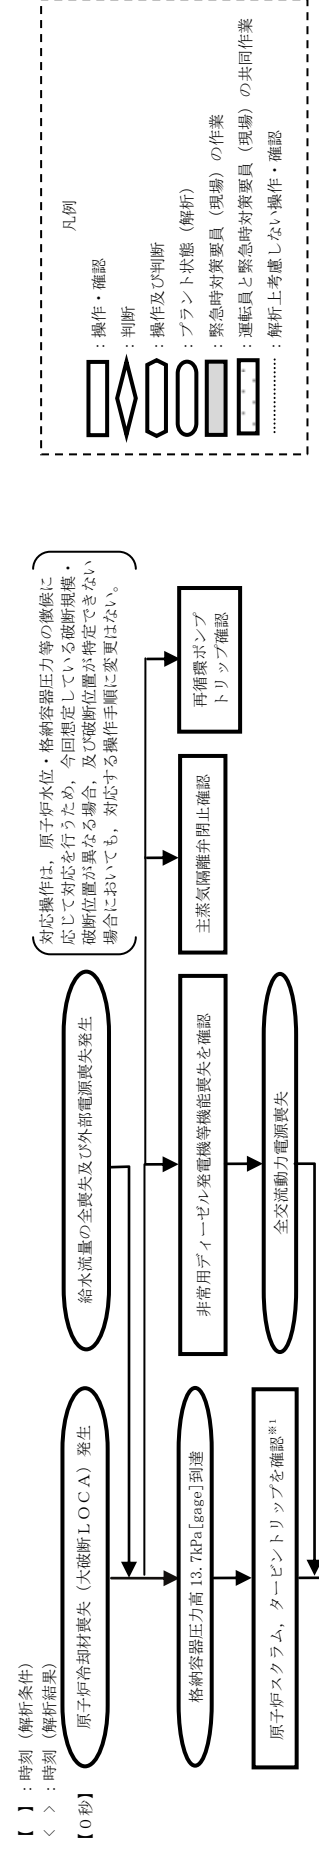 【　】：時刻（解析条件）
＜　＞：時刻（解析結果）
【０秒】
原子炉冷却材喪失（大破断ＬＯＣＡ）発生
給水流量の全喪失及び外部電源喪失発生
対応操作は，原子炉水位・格納容器圧力等の徴候に
応じて対応を行うため，今回想定している破断規模・
破断位置が異なる場合，及び破断位置が特定できない
場合においても，対応する操作手順に変更はない。
格納容器圧力高 13.7kPa[gage]到達
非常用ディーゼル発電機等機能喪失を確認
主蒸気隔離弁閉止確認
再循環ポンプ
トリップ確認
原子炉スクラム，タービントリップを確認※1
全交流動力電源喪失
凡例
：操作・確認
：判断
：操作及び判断
：プラント状態（解析）
：緊急時対策要員（現場）の作業
：運転員と緊急時対策要員（現場）の共同作業
：解析上考慮しない操作・確認